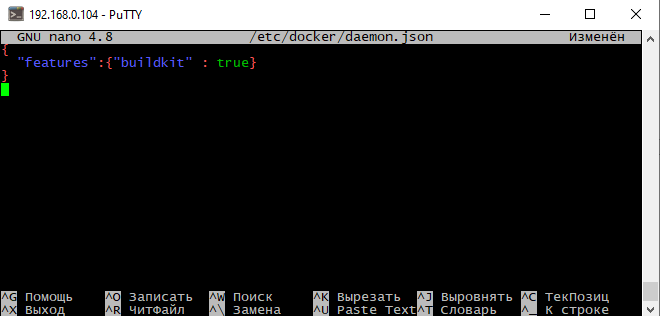 192.168.0.104 - PuTTY
GNU nano 4.8 /etc/docker/daemon.json Изменён
{
"features":{"buildkit" : true}
}
^G Помощь ^O Записать ^W Поиск ^K Вырезать ^J Выровнять ^C ТекПозиц
^X Выход ^R ЧитФайл ^\ Замена ^U Paste Text ^T Словарь ^_ К строке